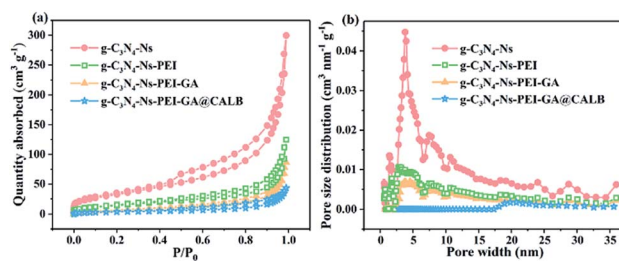 (a)
g-C₃N₄-Ns
g-C₃N₄-Ns-PEI
g-C₃N₄-Ns-PEI-GA
g-C₃N₄-Ns-PEI-GA@CALB
Quantity absorbed (cm³ g⁻¹)
300
250
200
150
100
50
0
0.0 0.2 0.4 0.6 0.8 1.0
P/P₀
(b)
g-C₃N₄-Ns
g-C₃N₄-Ns-PEI
g-C₃N₄-Ns-PEI-GA
g-C₃N₄-Ns-PEI-GA@CALB
Pore size distribution (cm³ nm⁻¹ g⁻¹)
0.04
0.03
0.02
0.01
0.00
0 5 10 15 20 25 30 35
Pore width (nm)